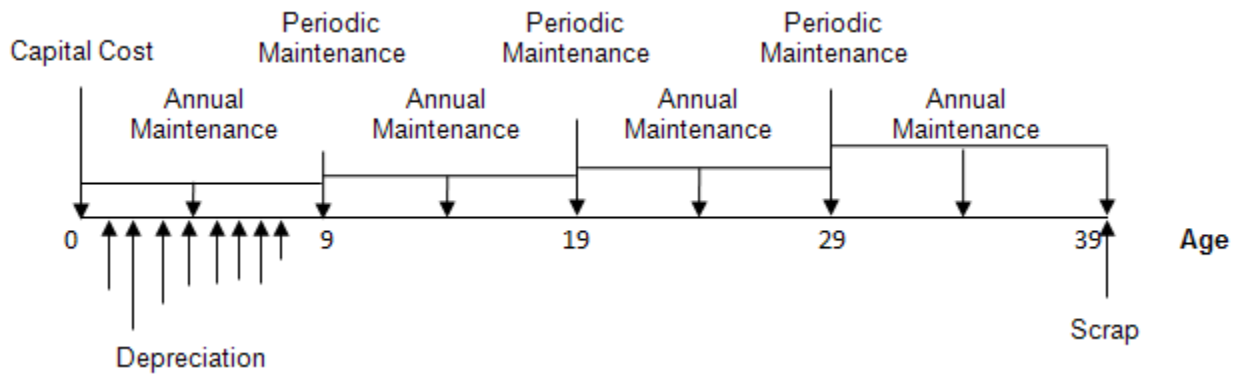 Capital Cost
Periodic
Maintenance
Periodic
Maintenance
Periodic
Maintenance
Annual
Maintenance
Annual
Maintenance
Annual
Maintenance
Annual
Maintenance
0 9 19 29 39 Age
Depreciation
Scrap